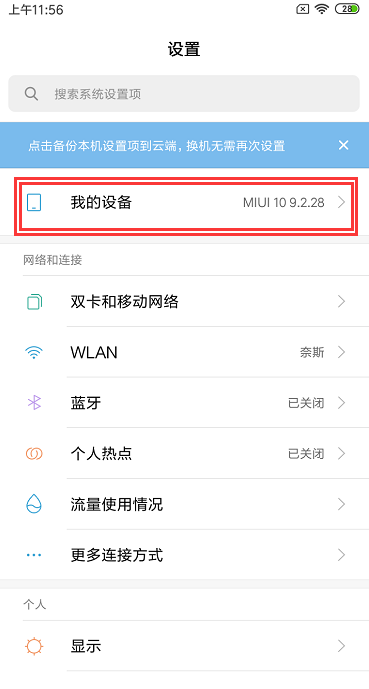 上午11:56
28
设置
搜索系统设置项
点击备份本机设置项到云端，换机无需再次设置
我的设备 MIUI 10 9.2.28
网络和连接
双卡和移动网络
WLAN 奈斯
蓝牙 已关闭
个人热点 已关闭
流量使用情况
更多连接方式
个人
显示